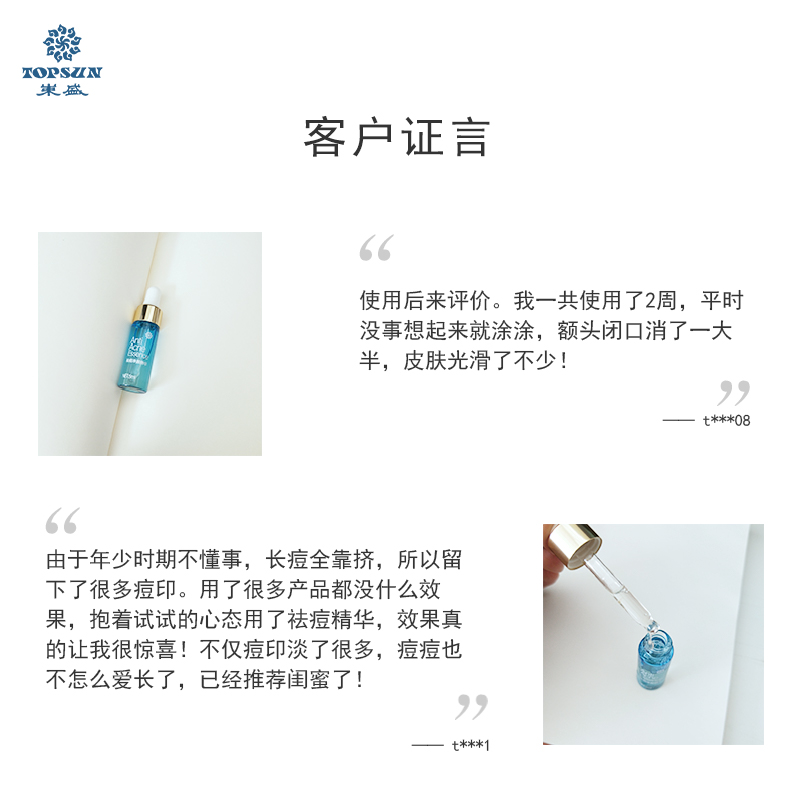 TOPSUN
東盛
客户证言
Anti
Acne
Essence
“
使用后来评价。我一共使用了2周，平时
没事想起来就涂涂，额头闭口消了一大
半，皮肤光滑了不少！
”
—— t***08
“
由于年少时期不懂事，长痘全靠挤，所以留
下了很多痘印。用了很多产品都没什么效
果，抱着试试的心态用了祛痘精华，效果真
的让我很惊喜！不仅痘印淡了很多，痘痘也
不怎么爱长了，已经推荐闺蜜了！
”
—— t***1